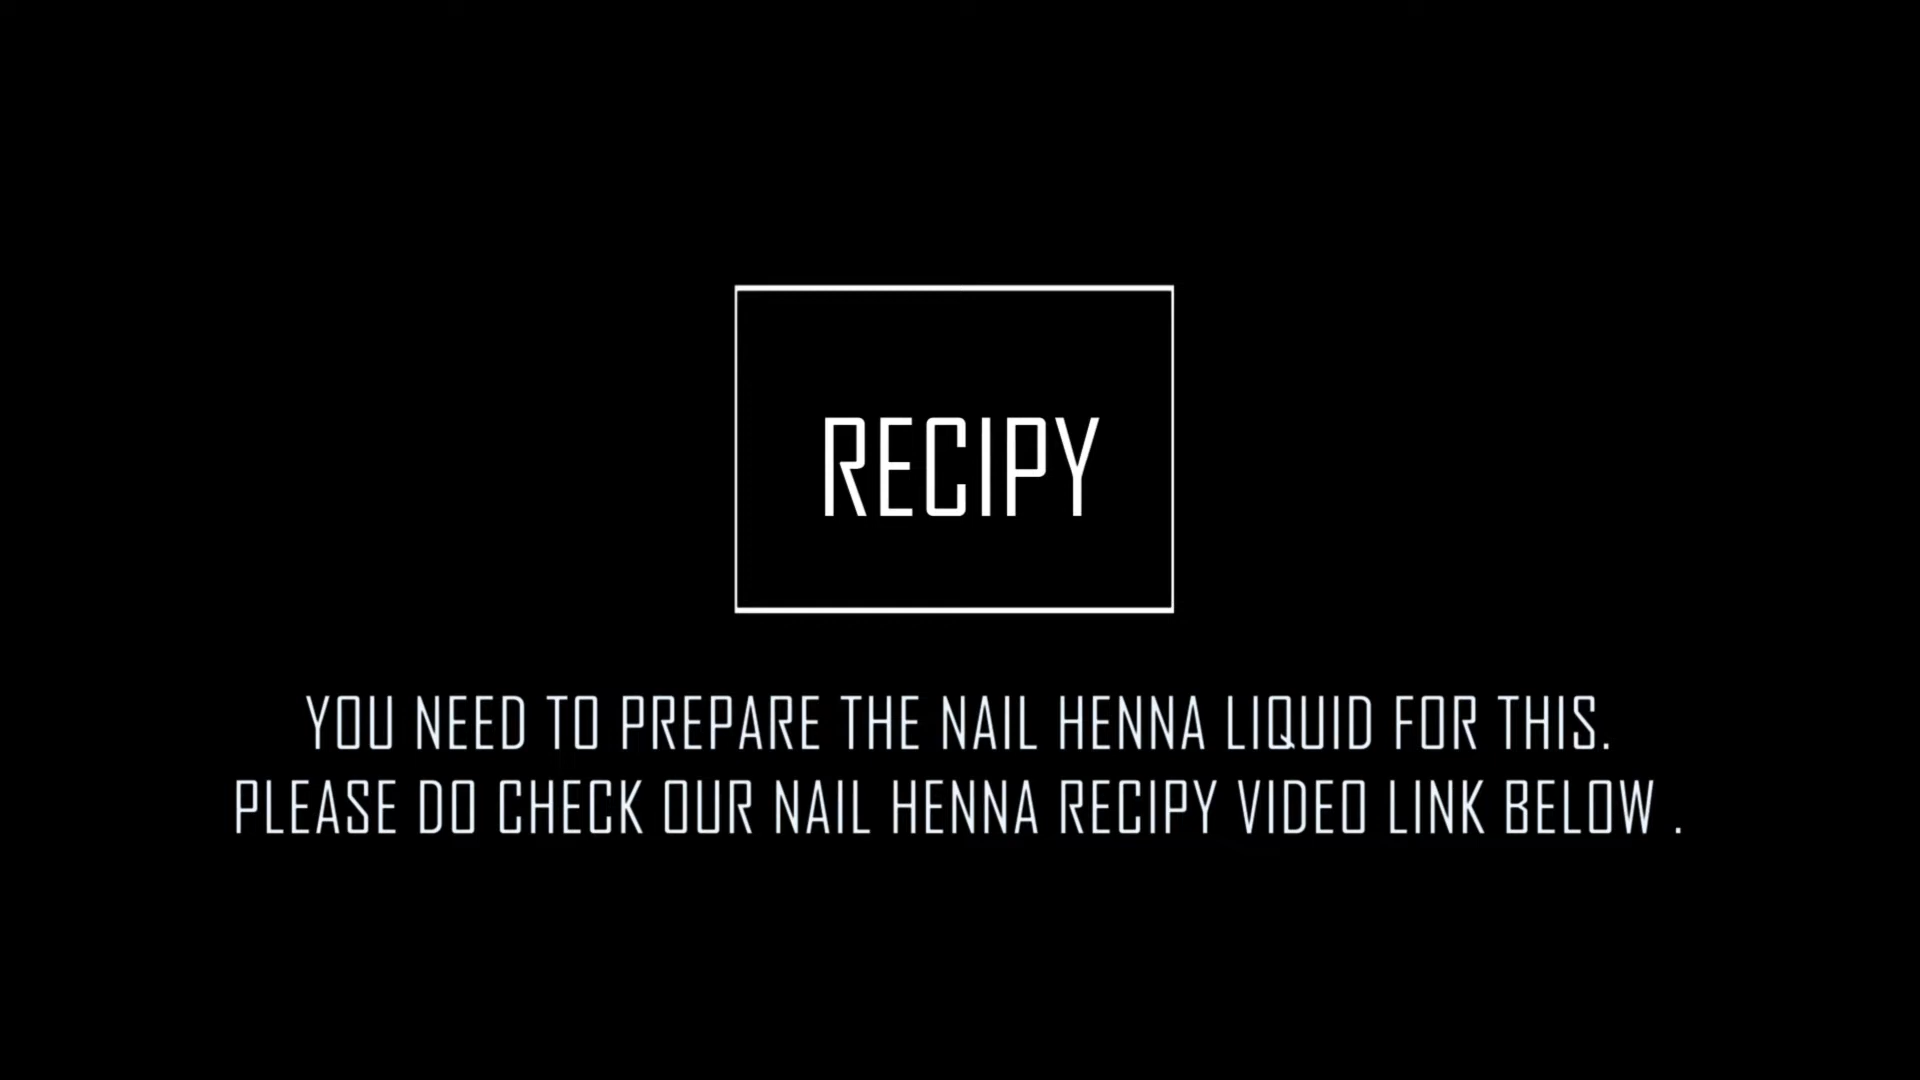 RECIPY
YOU NEED TO PREPARE THE NAIL HENNA LIQUID FOR THIS.
PLEASE DO CHECK OUR NAIL HENNA RECIPY VIDEO LINK BELOW .